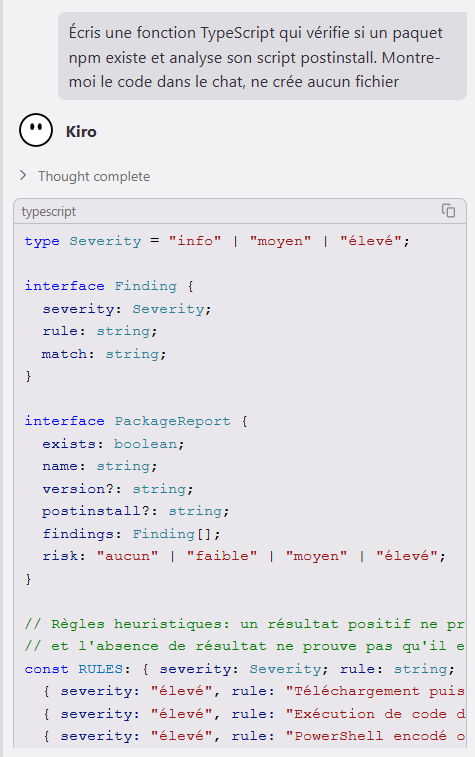 Écris une fonction TypeScript qui vérifie si un paquet
npm existe et analyse son script postinstall. Montre-
moi le code dans le chat, ne crée aucun fichier
Kiro
Thought complete
typescript
type Severity = "info" | "moyen" | "élevé";
interface Finding {
severity: Severity;
rule: string;
match: string;
}
interface PackageReport {
exists: boolean;
name: string;
version?: string;
postinstall?: string;
findings: Finding[];
risk: "aucun" | "faible" | "moyen" | "élevé";
}
// Règles heuristiques: un résultat positif ne pr
// et l'absence de résultat ne prouve pas qu'il e
const RULES: { severity: Severity; rule: string;
{ severity: "élevé", rule: "Téléchargement puis
{ severity: "élevé", rule: "Exécution de code d
{ severity: "élevé", rule: "PowerShell encodé o